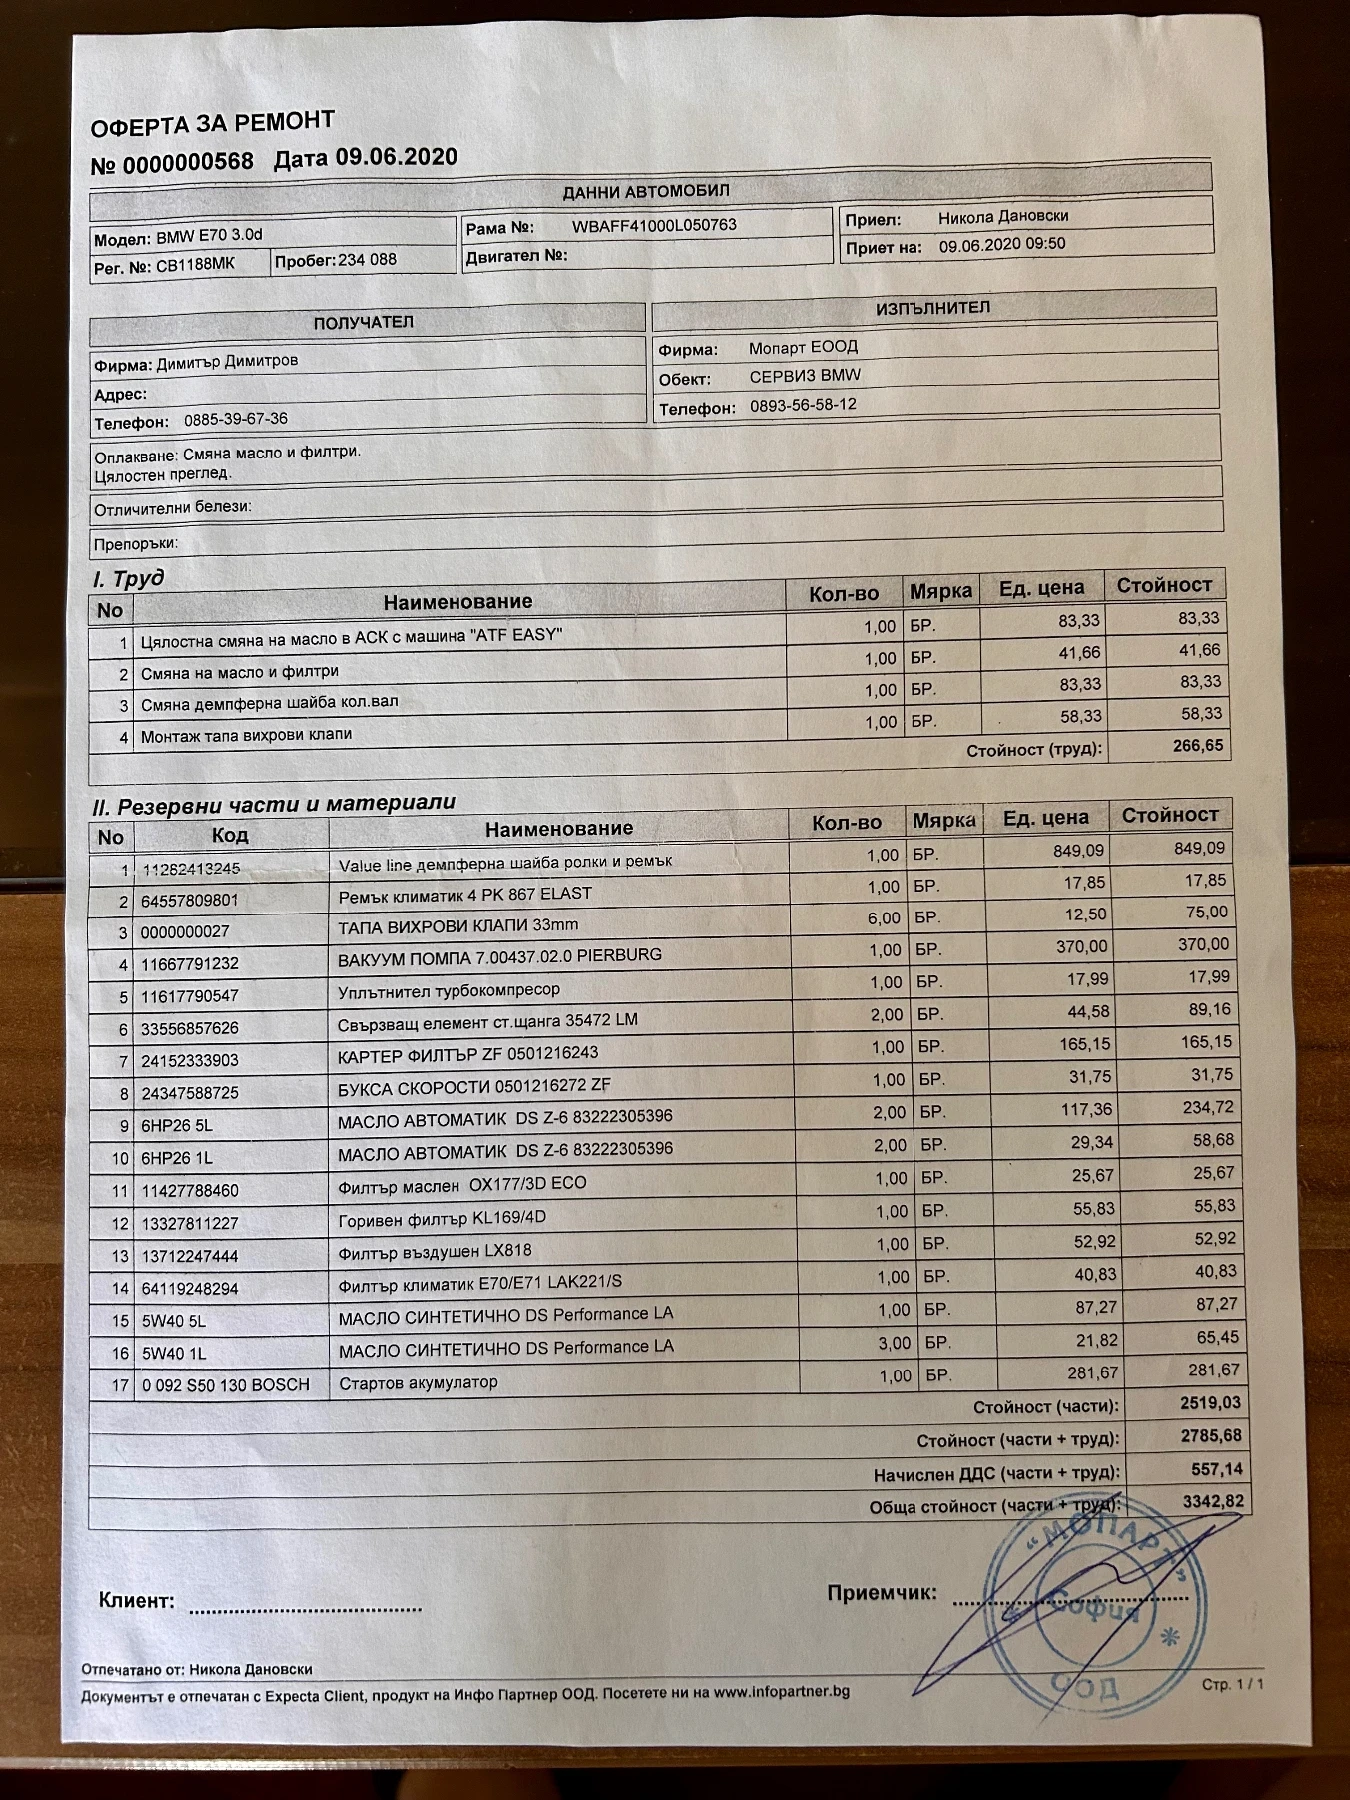 ОФЕРТА ЗА РЕМОНТ
№ 0000000568 Дата 09.06.2020
ДАННИ АВТОМОБИЛ
Модел: BMW E70 3.0d
Рег. №: CB1188MK Пробег: 234 088
Рама №: WBAFF41000L050763
Двигател №:
Приел: Никола Дановски
Приет на: 09.06.2020 09:50
ПОЛУЧАТЕЛ
Фирма: Димитър Димитров
Адрес:
Телефон: 0885-39-67-36
ИЗПЪЛНИТЕЛ
Фирма: Мопарт ЕООД
Обект: СЕРВИЗ BMW
Телефон: 0893-56-58-12
Оплакване: Смяна масло и филтри.
Цялостен преглед.
Отличителни белези:
Препоръки:
I. Труд
No Наименование Кол-во Мярка Ед. цена Стойност
1 Цялостна смяна на масло в АСК с машина "ATF EASY" 1,00 БР. 83,33 83,33
2 Смяна на масло и филтри 1,00 БР. 41,66 41,66
3 Смяна демпферна шайба кол.вал 1,00 БР. 83,33 83,33
4 Монтаж тапа вихрови клапи 1,00 БР. 58,33 58,33
Стойност (труд): 266,65
II. Резервни части и материали
No Код Наименование Кол-во Мярка Ед. цена Стойност
1 11282413245 Value line демпферна шайба ролки и ремък 1,00 БР. 849,09 849,09
2 64557809801 Ремък климатик 4 PK 867 ELAST 1,00 БР. 17,85 17,85
3 0000000027 ТАПА ВИХРОВИ КЛАПИ 33mm 6,00 БР. 12,50 75,00
4 11667791232 ВАКУУМ ПОМПА 7.00437.02.0 PIERBURG 1,00 БР. 370,00 370,00
5 11617790547 Уплътнител турбокомпресор 1,00 БР. 17,99 17,99
6 33556857626 Свързващ елемент ст.щанга 35472 LM 2,00 БР. 44,58 89,16
7 24152333903 КАРТЕР ФИЛТЪР ZF 0501216243 1,00 БР. 165,15 165,15
8 24347588725 БУКСА СКОРОСТИ 0501216272 ZF 1,00 БР. 31,75 31,75
9 6HP26 5L МАСЛО АВТОМАТИК DS Z-6 83222305396 2,00 БР. 117,36 234,72
10 6HP26 1L МАСЛО АВТОМАТИК DS Z-6 83222305396 2,00 БР. 29,34 58,68
11 11427788460 Филтър маслен OX177/3D ECO 1,00 БР. 25,67 25,67
12 13327811227 Горивен филтър KL169/4D 1,00 БР. 55,83 55,83
13 13712247444 Филтър въздушен LX818 1,00 БР. 52,92 52,92
14 64119248294 Филтър климатик E70/E71 LAK221/S 1,00 БР. 40,83 40,83
15 5W40 5L МАСЛО СИНТЕТИЧНО DS Performance LA 1,00 БР. 87,27 87,27
16 5W40 1L МАСЛО СИНТЕТИЧНО DS Performance LA 3,00 БР. 21,82 65,45
17 0 092 S50 130 BOSCH Стартов акумулатор 1,00 БР. 281,67 281,67
Стойност (части): 2519,03
Стойност (части + труд): 2785,68
Начислен ДДС (части + труд): 557,14
Обща стойност (части + труд): 3342,82
"МОПАРТ"
София
ООД
Клиент: Приемчик:
Отпечатано от: Никола Дановски
Документът е отпечатан с Expecta Client, продукт на Инфо Партнер ООД. Посетете ни на www.infopartner.bg Стр. 1 / 1